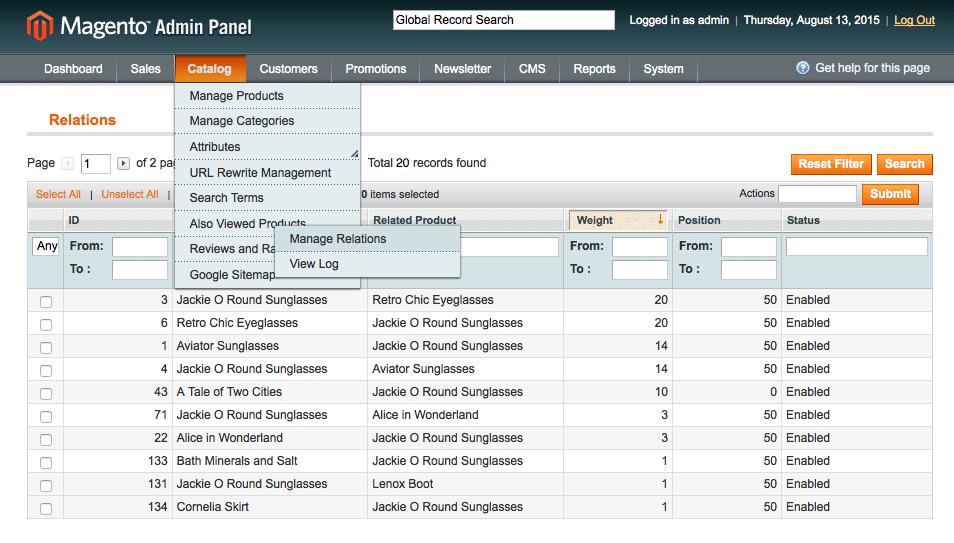 Magento™ Admin Panel
Global Record Search
Logged in as admin | Thursday, August 13, 2015 | Log Out
Dashboard Sales Catalog Customers Promotions Newsletter CMS Reports System Get help for this page
Manage Products
Manage Categories
Attributes
URL Rewrite Management
Search Terms
Also Viewed Products
Reviews and Ra
Google Sitemap
Manage Relations
View Log
Relations
Page 1 of 2 Total 20 records found Reset Filter Search
Select All | Unselect All | 0 items selected Actions Submit
ID Related Product Weight ↓ Position Status
Any From: From: From:
To : To : To :
3 Jackie O Round Sunglasses Retro Chic Eyeglasses 20 50 Enabled
6 Retro Chic Eyeglasses Jackie O Round Sunglasses 20 50 Enabled
1 Aviator Sunglasses Jackie O Round Sunglasses 14 50 Enabled
4 Jackie O Round Sunglasses Aviator Sunglasses 14 50 Enabled
43 A Tale of Two Cities Jackie O Round Sunglasses 10 0 Enabled
71 Jackie O Round Sunglasses Alice in Wonderland 3 50 Enabled
22 Alice in Wonderland Jackie O Round Sunglasses 3 50 Enabled
133 Bath Minerals and Salt Jackie O Round Sunglasses 1 50 Enabled
131 Jackie O Round Sunglasses Lenox Boot 1 50 Enabled
134 Cornelia Skirt Jackie O Round Sunglasses 1 50 Enabled